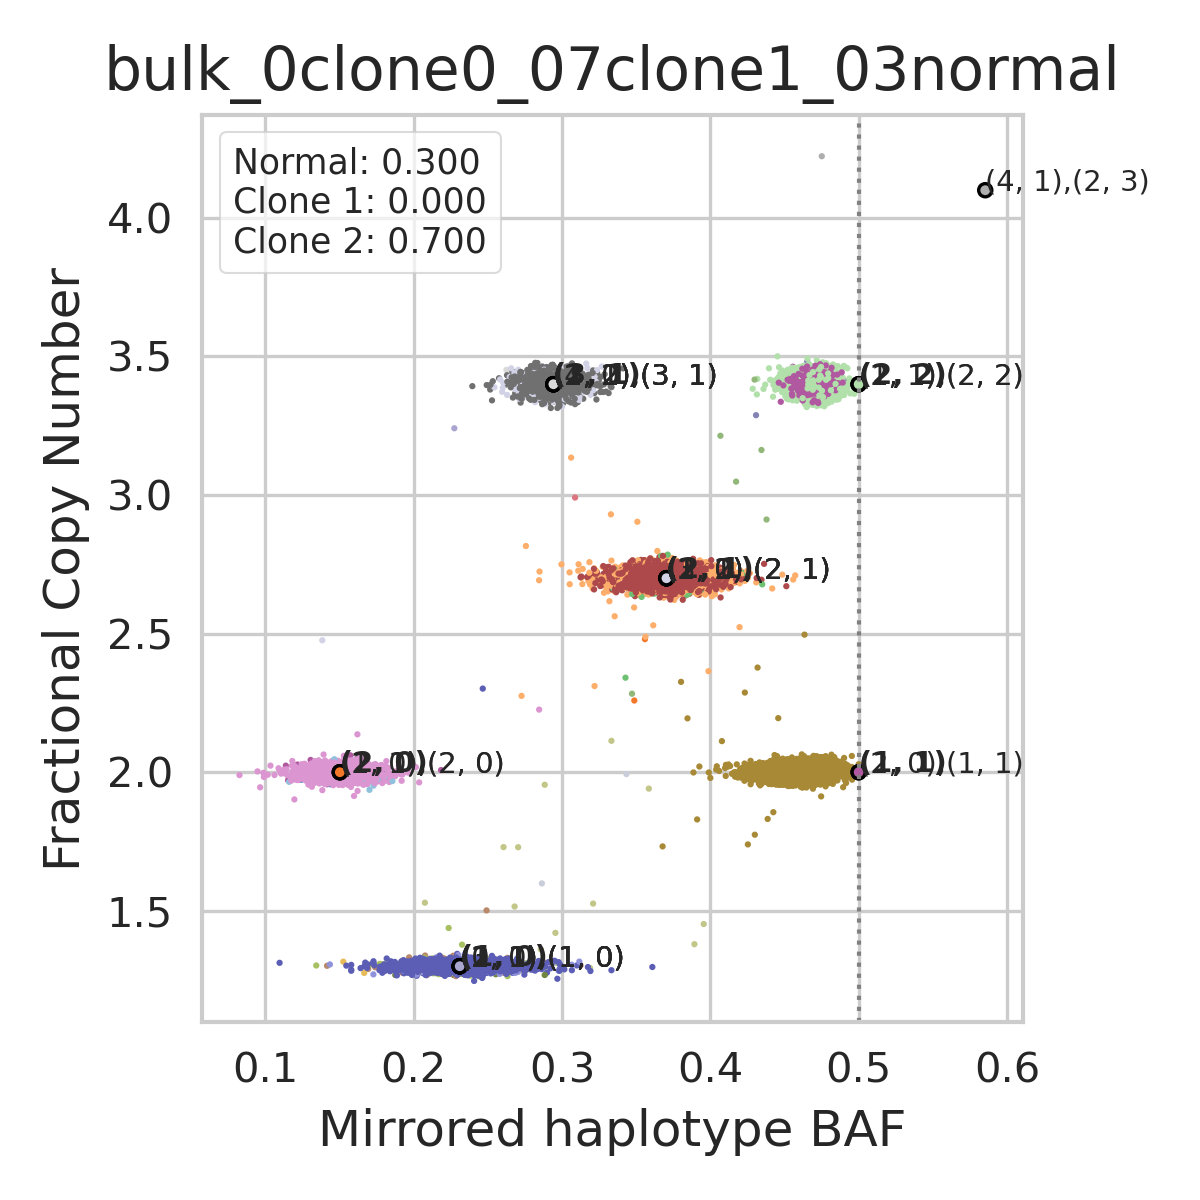 bulk_0clone0_07clone1_03normal
Normal: 0.300
Clone 1: 0.000
Clone 2: 0.700
(4, 1),(2, 3)
4.0
3.5
(3, 1)
(2, 2)
3.0
(2, 1)
2.5
2.0
(2, 0)
(1, 1)
1.5
(1, 0)
0.1 0.2 0.3 0.4 0.5 0.6
Mirrored haplotype BAF
Fractional Copy Number